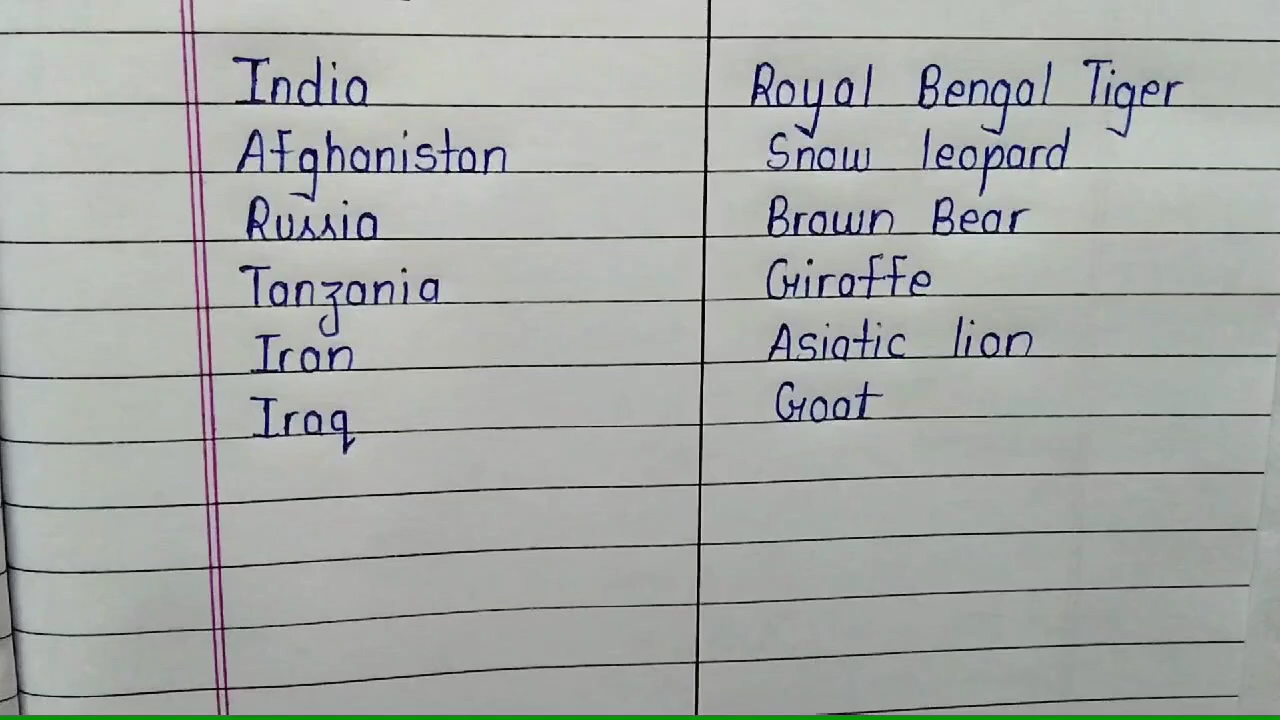 India Royal Bengal Tiger
Afghanistan Snow leopard
Russia Brown Bear
Tanzania Giraffe
Iran Asiatic lion
Iraq Goat